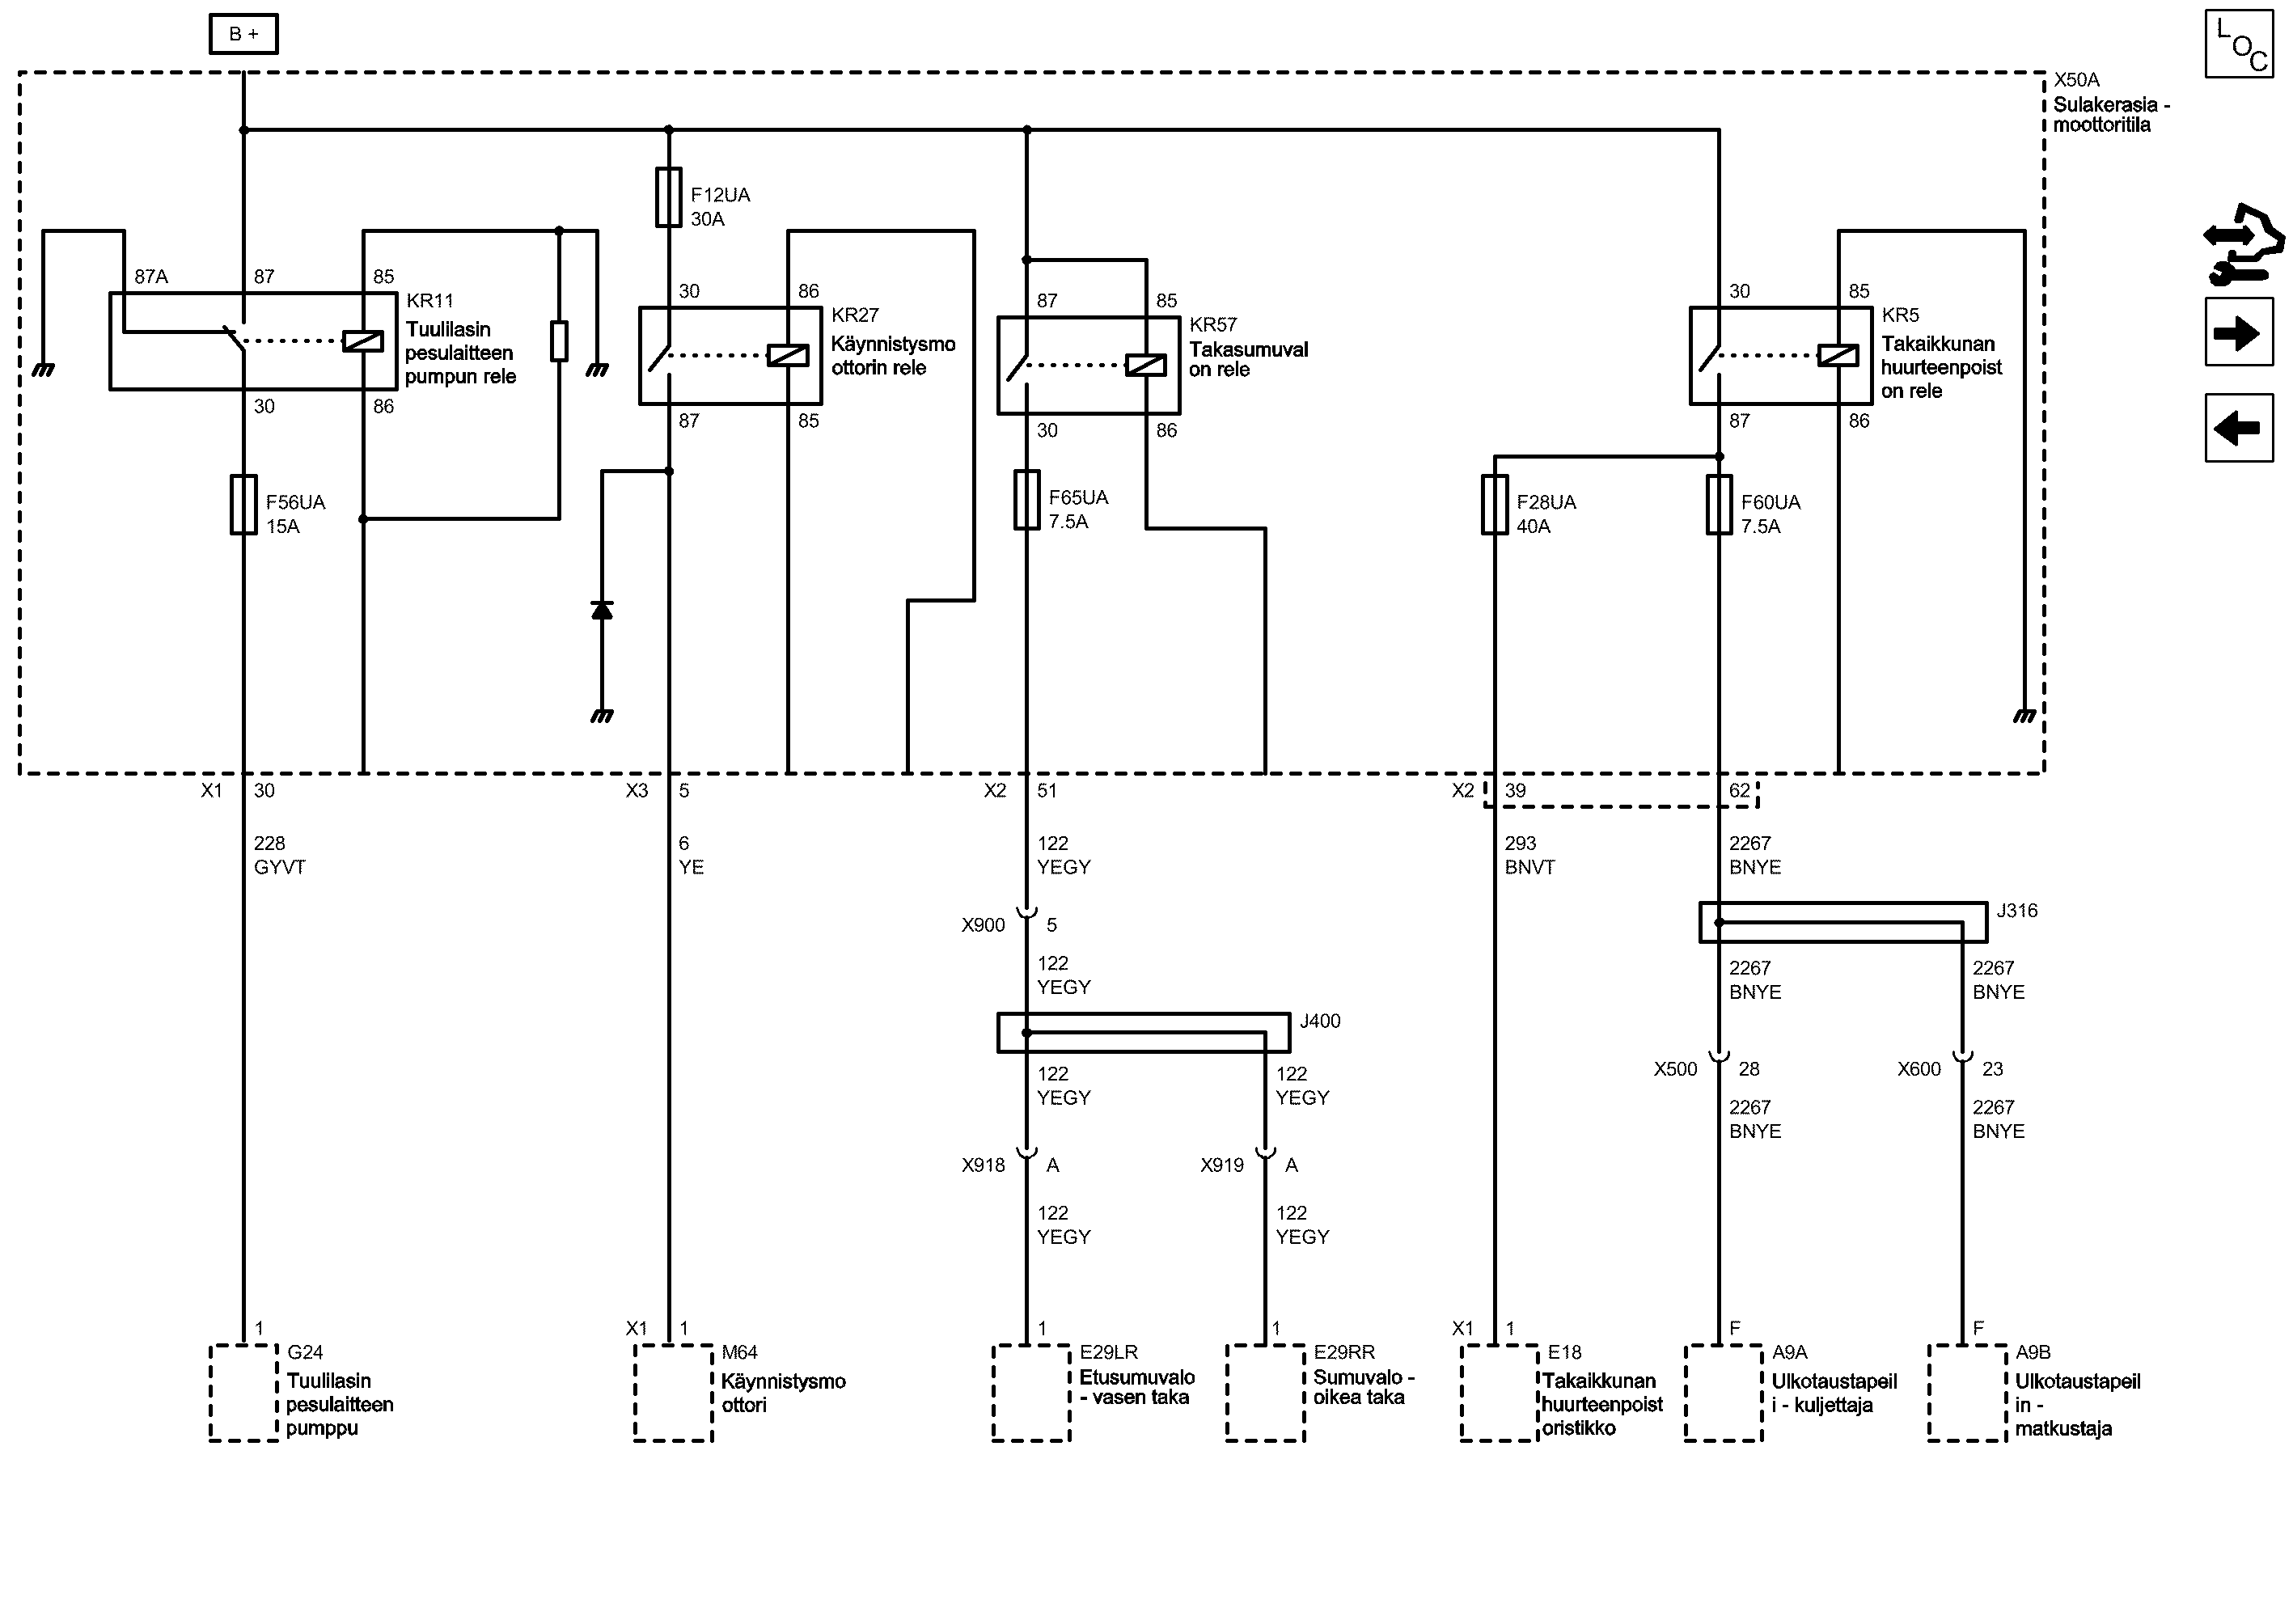 B +
LOC
X50A
Sulakerasia -
moottoritila
F12UA
30A
87A
87
85
KR11
Tuulilasin
pesulaitteen
pumpun rele
30
86
30
86
KR27
Käynnistysmo
ottorin rele
87
85
87
85
KR57
Takasumuval
on rele
30
86
30
85
KR5
Takaikkunan
huurteenpoist
on rele
87
86
F56UA
15A
F65UA
7.5A
F28UA
40A
F60UA
7.5A
X1 30
X3 5
X2 51
X2 39
62
228
GYVT
6
YE
122
YEGY
293
BNVT
2267
BNYE
X900 5
J316
122
YEGY
2267
BNYE
2267
BNYE
J400
122
YEGY
122
YEGY
X500 28
X600 23
2267
BNYE
2267
BNYE
X918 A
X919 A
122
YEGY
122
YEGY
1
X1 1
1
1
X1 1
F
F
G24
Tuulilasin
pesulaitteen
pumppu
M64
Käynnistysmo
ottori
E29LR
Etusumuvalo
- vasen taka
E29RR
Sumuvalo -
oikea taka
E18
Takaikkunan
huurteenpoist
oristikko
A9A
Ulkotaustapeil
i - kuljettaja
A9B
Ulkotaustapeil
in -
matkustaja